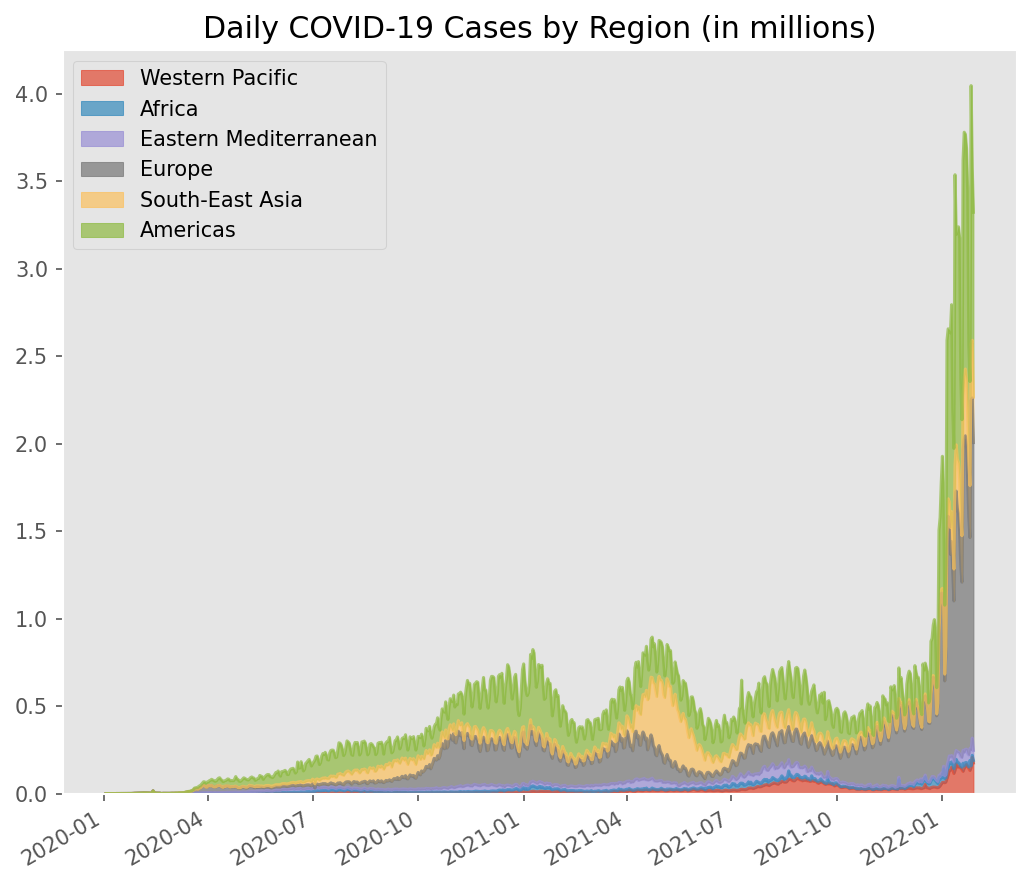 Daily COVID-19 Cases by Region (in millions)
Western Pacific
Africa
Eastern Mediterranean
Europe
South-East Asia
Americas
4.0
3.5
3.0
2.5
2.0
1.5
1.0
0.5
0.0
2020-01
2020-04
2020-07
2020-10
2021-01
2021-04
2021-07
2021-10
2022-01